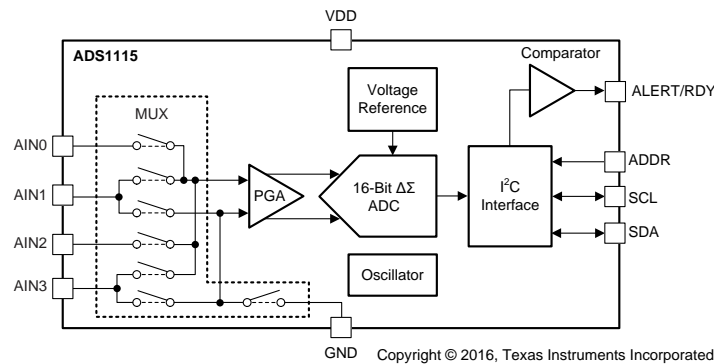 VDD
ADS1115
Comparator
Voltage
Reference
ALERT/RDY
MUX
AIN0
ADDR
AIN1
PGA
16-Bit ΔΣ
ADC
I²C
Interface
SCL
AIN2
SDA
AIN3
Oscillator
GND
Copyright © 2016, Texas Instruments Incorporated